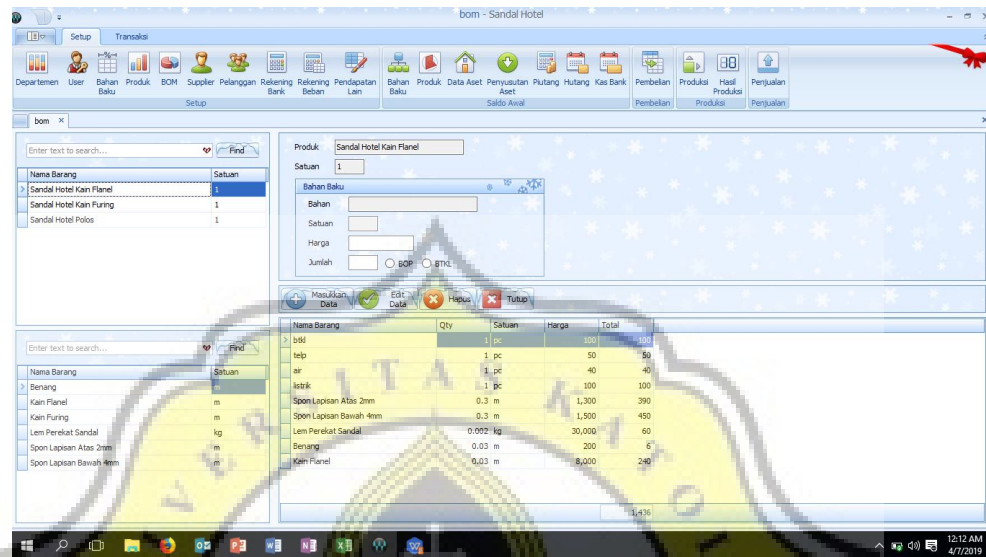 bom - Sandal Hotel
Setup Transaksi
Departemen User Bahan Baku Produk BOM Supplier Pelanggan Rekening Bank Rekening Beban Pendapatan Lain Bahan Baku Produk Data Aset Penyusutan Aset Piutang Hutang Kas Bank Pembelian Produksi Hasil Produksi Penjualan
Setup Saldo Awal Pembelian Produksi Penjualan
bom
Enter text to search... Find
Nama Barang Satuan
Sandal Hotel Kain Flanel 1
Sandal Hotel Kain Furing 1
Sandal Hotel Polos 1
Enter text to search... Find
Nama Barang Satuan
Benang m
Kain Flanel m
Kain Furing m
Lem Perekat Sandal kg
Spon Lapisan Atas 2mm m
Spon Lapisan Bawah 4mm m
Produk Sandal Hotel Kain Flanel
Satuan 1
Bahan Baku
Bahan
Satuan
Harga
Jumlah BOP BTKL
Masukkan Data Edit Data Hapus Tutup
Nama Barang Qty Satuan Harga Total
btkl 1 pc 100 100
telp 1 pc 50 50
air 1 pc 40 40
listrik 1 pc 100 100
Spon Lapisan Atas 2mm 0.3 m 1,300 390
Spon Lapisan Bawah 4mm 0.3 m 1,500 450
Lem Perekat Sandal 0.002 kg 30,000 60
Benang 0.03 m 200 6
Kain Flanel 0.03 m 8,000 240
1,436
VERSITAS KATO
12:12 AM
4/7/2019